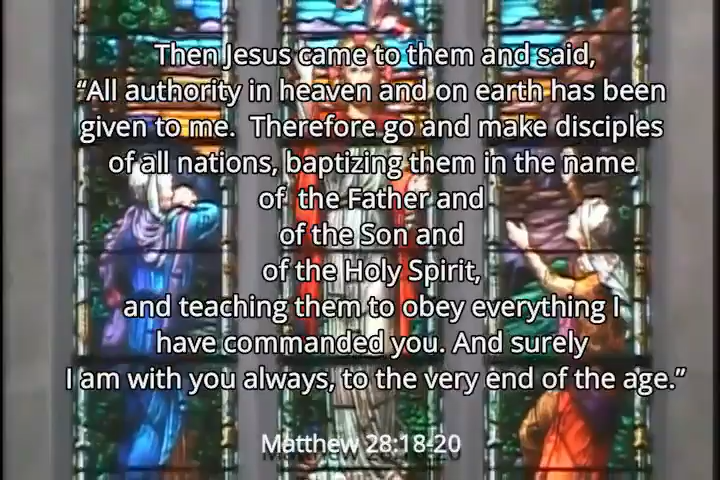 Then Jesus came to them and said,
“All authority in heaven and on earth has been
given to me.  Therefore go and make disciples
of all nations, baptizing them in the name
of  the Father and
of the Son and
of the Holy Spirit,
and teaching them to obey everything I
have commanded you. And surely
I am with you always, to the very end of the age.”
Matthew 28:18-20